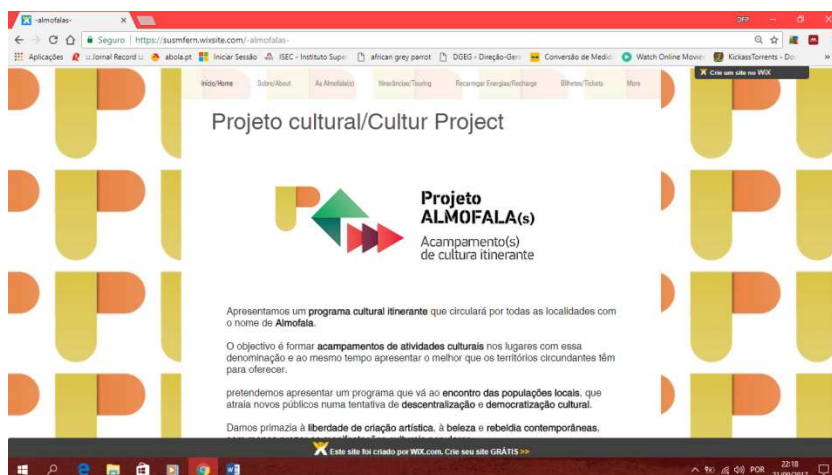 -almofalas-
DEP
Seguro | https://susmfern.wixsite.com/-almofalas-
Aplicações
Jornal Record
abola.pt
Iniciar Sessão
ISEC - Instituto Supe
african grey parrot
DGEG - Direção-Ger
Conversão de Medid
Watch Online Movie
KickassTorrents - Do
»
Crie um site no WiX
Início/Home
Sobre/About
As Almofala(s)
Itinerâncias/Touring
Recarregar Energias/Recharge
Bilhetes/Tickets
More
Projeto cultural/Cultur Project
Projeto
ALMOFALA(s)
Acampamento(s)
de cultura itinerante
Apresentamos um programa cultural itinerante que circulará por todas as localidades com
o nome de Almofala.
O objectivo é formar acampamentos de atividades culturais nos lugares com essa
denominação e ao mesmo tempo apresentar o melhor que os territórios circundantes têm
para oferecer.
pretendemos apresentar um programa que vá ao encontro das populações locais, que
atraia novos públicos numa tentativa de descentralização e democratização cultural.
Damos primazia à liberdade de criação artística, à beleza e rebeldia contemporâneas,
Este site foi criado por WIX.com. Crie seu site GRÁTIS >>
POR
22:18
21/09/2017